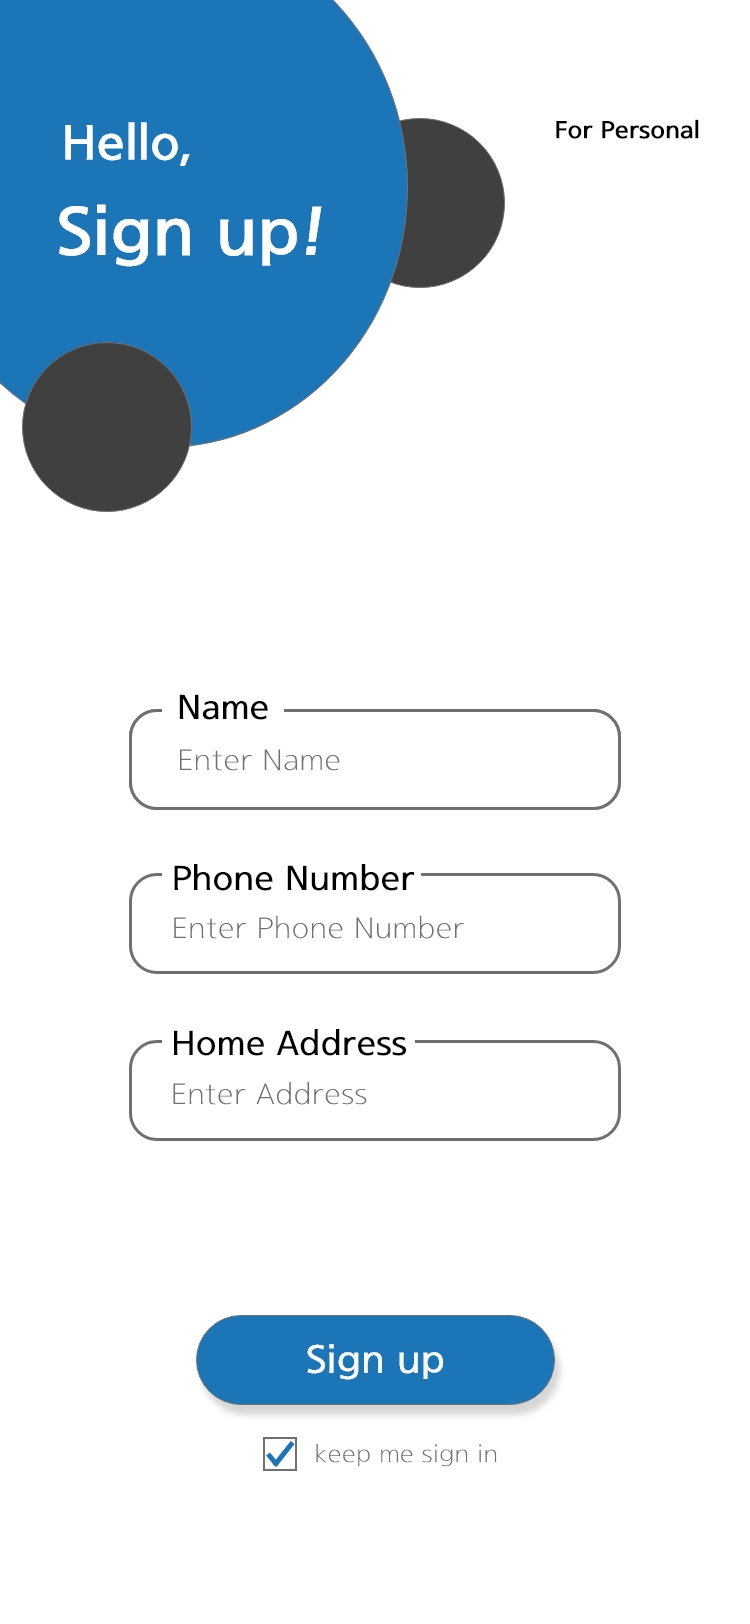 For Personal
Hello,
Sign up!
Name
Enter Name
Phone Number
Enter Phone Number
Home Address
Enter Address
Sign up
keep me sign in